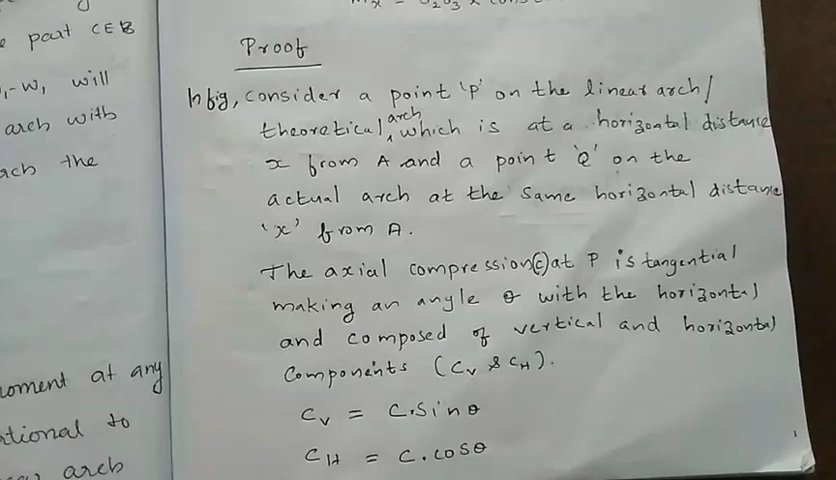 e part CEB
1-W1 will
arch with
ach the
oment at any
tional to
arch
Proof
In fig, consider a point 'P' on the linear arch/
theoretical arch, which is at a horizontal distance
x from A and a point 'Q' on the
actual arch at the same horizontal distance
'x' from A.
The axial compression(C) at P is tangential
making an angle θ with the horizontal
and composed of vertical and horizontal
components (CV & CH).
CV = C.sinθ
CH = C.cosθ